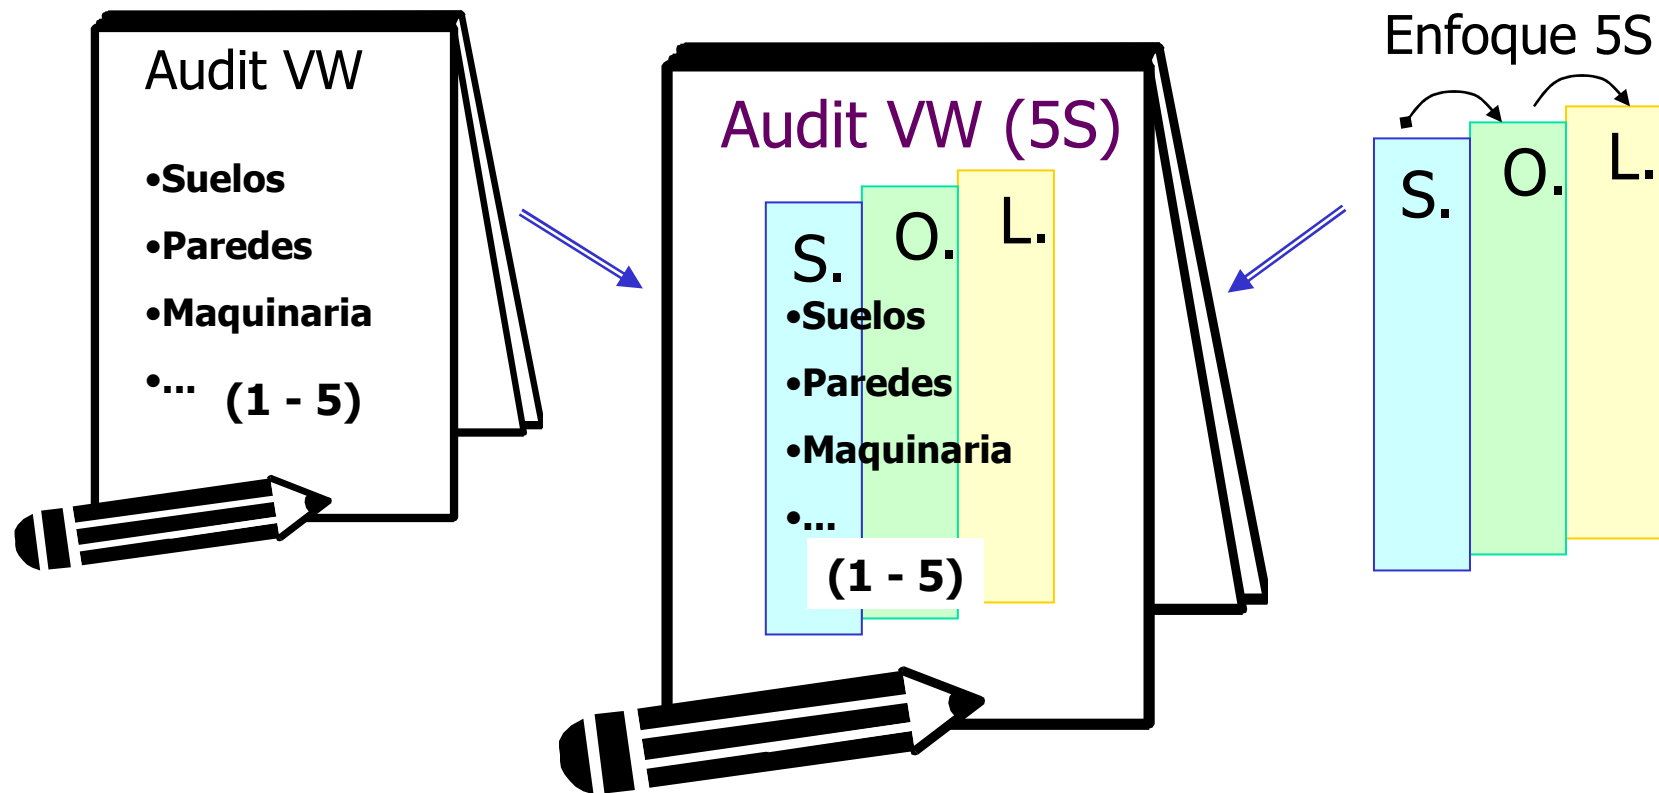 Audit VW
•Suelos
•Paredes
•Maquinaria
•...
(1 - 5)
Audit VW (5S)
S. O. L.
•Suelos
•Paredes
•Maquinaria
•...
(1 - 5)
Enfoque 5S
S. O. L.